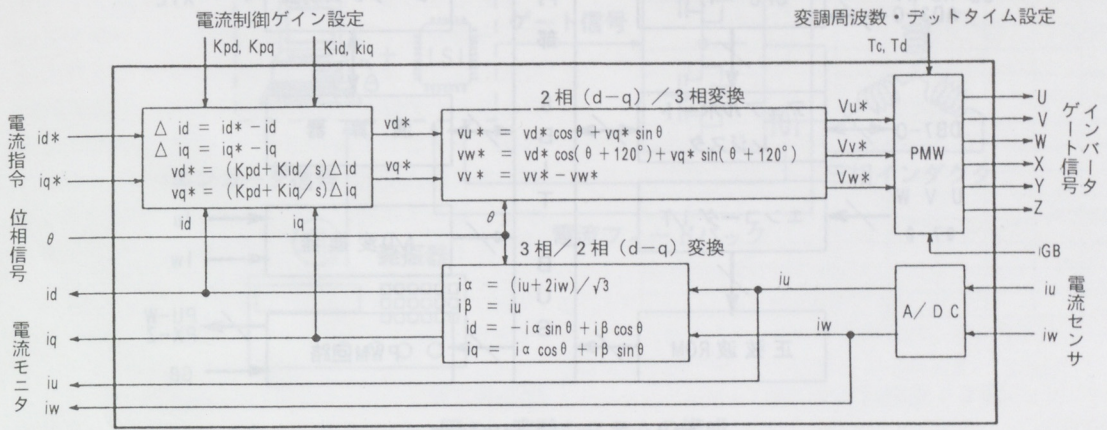 電流制御ゲイン設定
Kpd, Kpq
Kid, kiq
変調周波数・デットタイム設定
Tc, Td
電流指令
id*
iq*
位相信号
θ
電流モニタ
id
iq
iu
iw
Δ id = id* - id
Δ iq = iq* - iq
vd* = (Kpd+Kid/s)Δid
vq* = (Kpd+Kid/s)Δiq
id
iq
vd*
vq*
2相 (d-q) / 3相変換
vu* = vd* cosθ + vq* sinθ
vw* = vd* cos(θ+120°) + vq* sin(θ+120°)
vv* = vv* - vw*
θ
3相/2相 (d-q) 変換
iα = (iu+2iw)/√3
iβ = iu
id = -iα sinθ + iβ cosθ
iq = iα cosθ + iβ sinθ
Vu*
Vv*
Vw*
PMW
U
V
W
X
Y
Z
インバータ
ゲート信号
iGB
iu
iw
A/DC
iu
iw
電流センサ